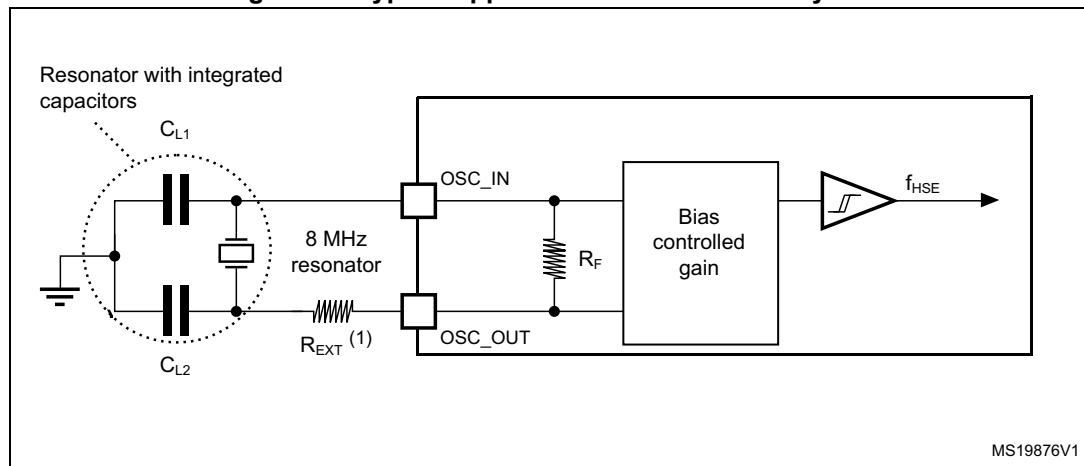 Resonator with integrated
capacitors
CL1
OSC_IN
fHSE
8 MHz
resonator
RF
Bias
controlled
gain
REXT (1)
OSC_OUT
CL2
MS19876V1